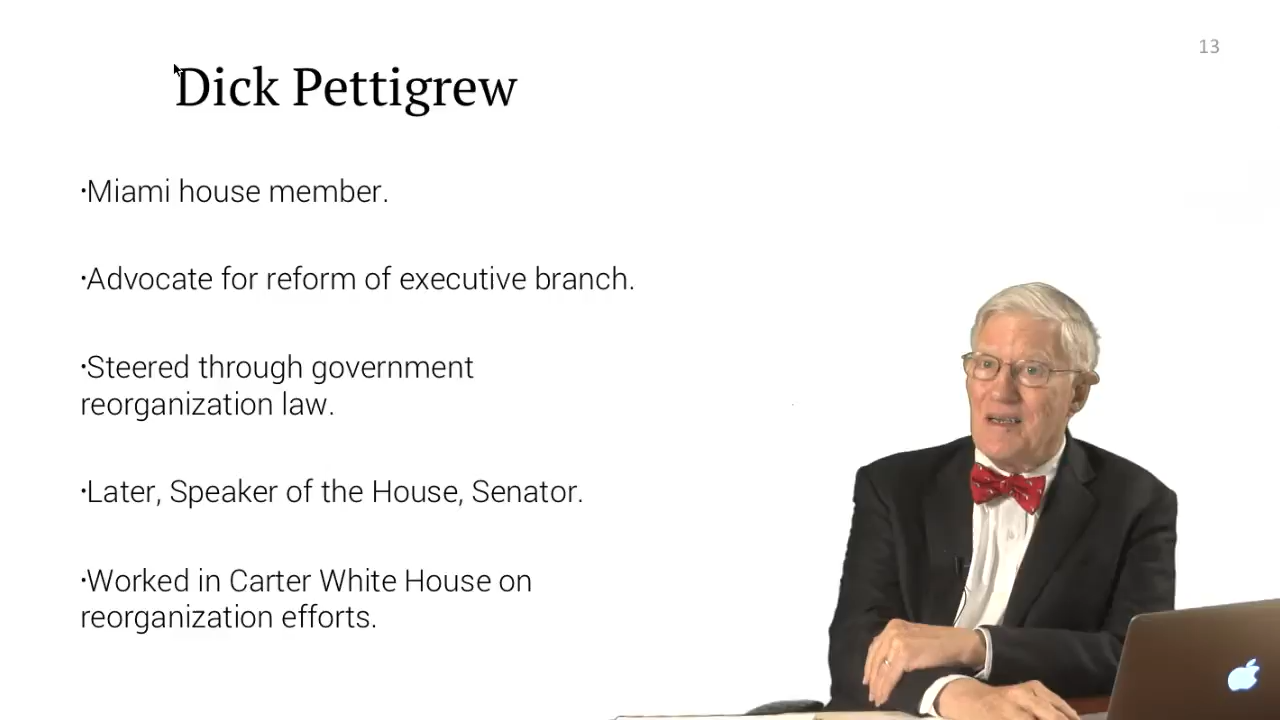 13
Dick Pettigrew
·Miami house member.
·Advocate for reform of executive branch.
·Steered through government
reorganization law.
·Later, Speaker of the House, Senator.
·Worked in Carter White House on
reorganization efforts.